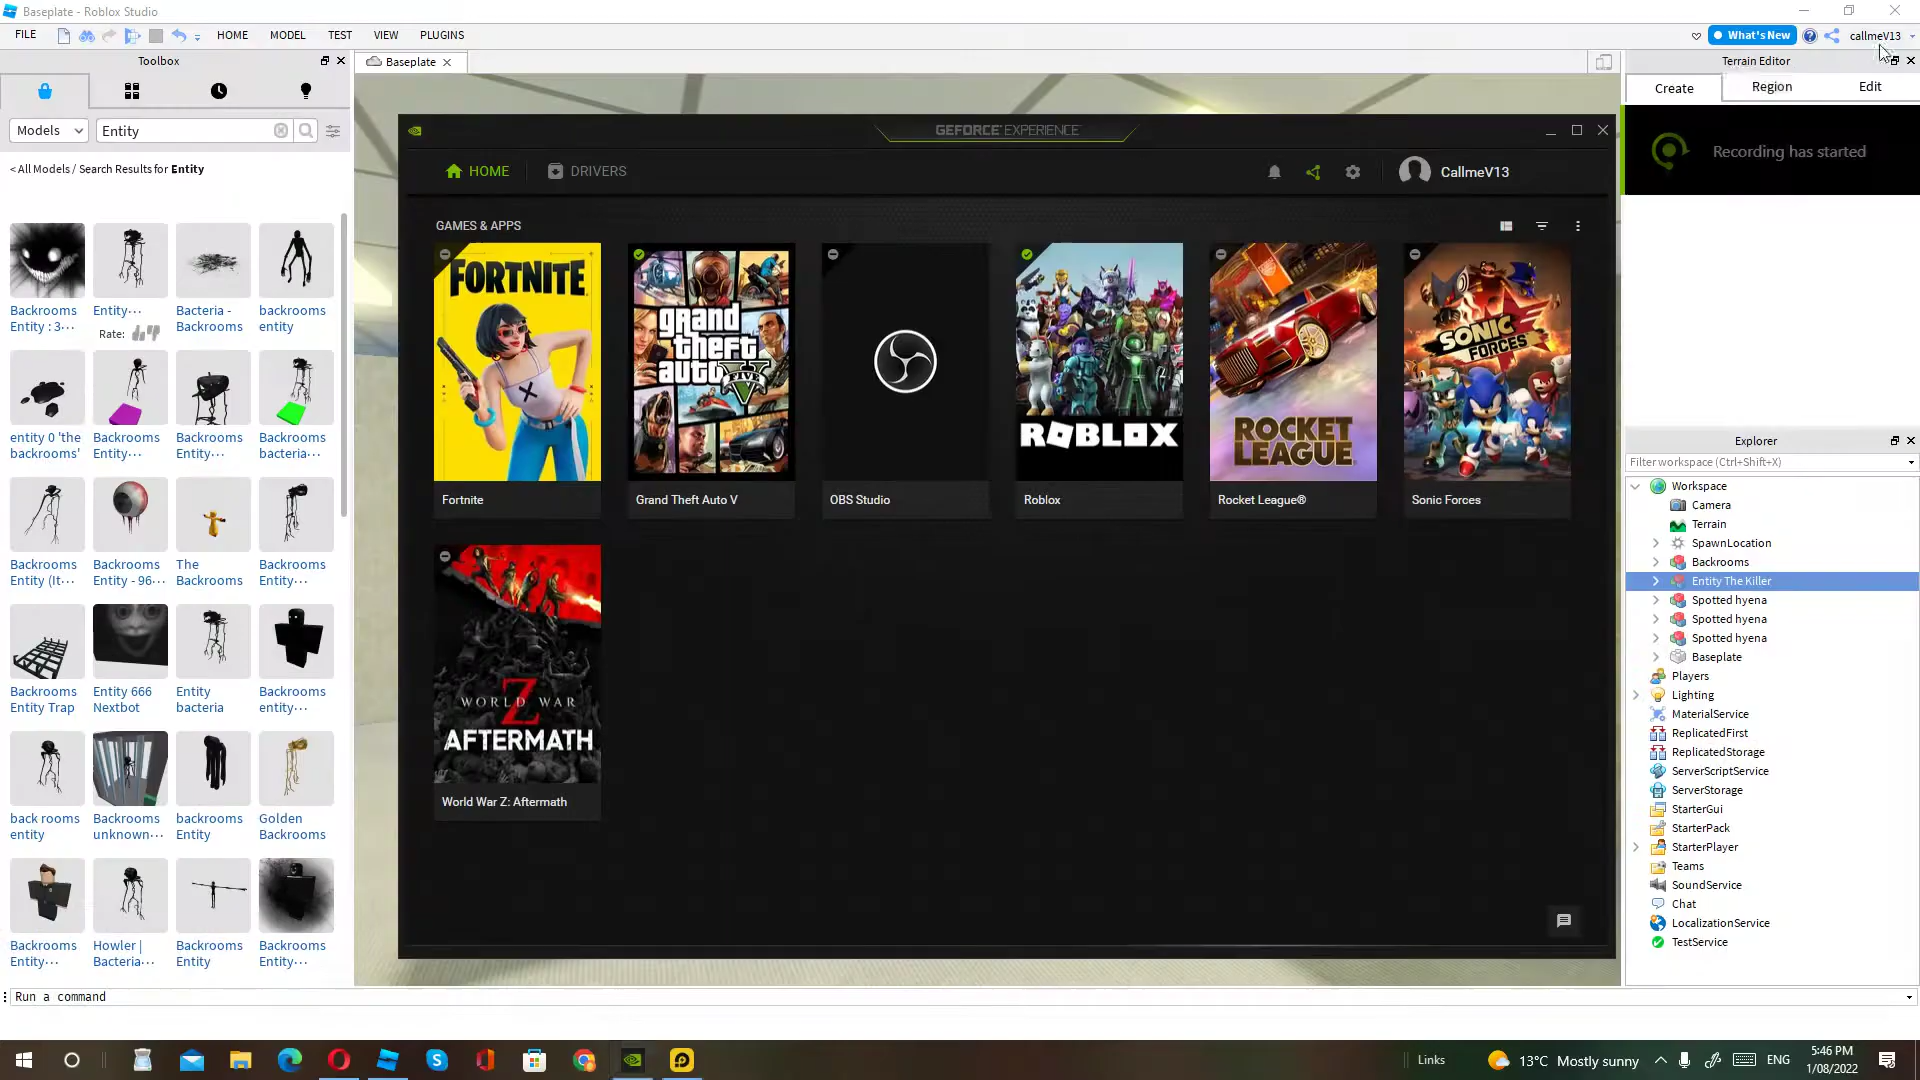 Baseplate - Roblox Studio
FILE HOME MODEL TEST VIEW PLUGINS What's New callmeV13
Toolbox
Models Entity
< All Models / Search Results for Entity
Backrooms Entity··· Bacteria - backrooms
Entity : 3··· Backrooms entity
Rate:
entity 0 'the Backrooms Backrooms Backrooms
backrooms' Entity··· Entity··· bacteria···
Backrooms Backrooms The Backrooms
Entity (It··· Entity - 96··· Backrooms Entity···
Backrooms Entity 666 Entity Backrooms
Entity Trap Nextbot bacteria entity···
back rooms Backrooms backrooms Golden
entity unknown··· Entity Backrooms
Backrooms Howler | Backrooms Backrooms
Entity··· Bacteria··· Entity Entity···
Baseplate
GEFORCE EXPERIENCE
HOME DRIVERS CallmeV13
GAMES & APPS
FORTNITE
grand
theft
auto
FIVE
ROBLOX
ROCKET
LEAGUE
SONIC
FORCES
Fortnite Grand Theft Auto V OBS Studio Roblox Rocket League® Sonic Forces
WORLD WAR
Z
AFTERMATH
World War Z: Aftermath
Terrain Editor
Create Region Edit
Recording has started
Explorer
Filter workspace (Ctrl+Shift+X)
Workspace
Camera
Terrain
SpawnLocation
Backrooms
Entity The Killer
Spotted hyena
Spotted hyena
Spotted hyena
Baseplate
Players
Lighting
MaterialService
ReplicatedFirst
ReplicatedStorage
ServerScriptService
ServerStorage
StarterGui
StarterPack
StarterPlayer
Teams
SoundService
Chat
LocalizationService
TestService
Run a command
Links 13°C Mostly sunny ENG 5:46 PM
1/08/2022